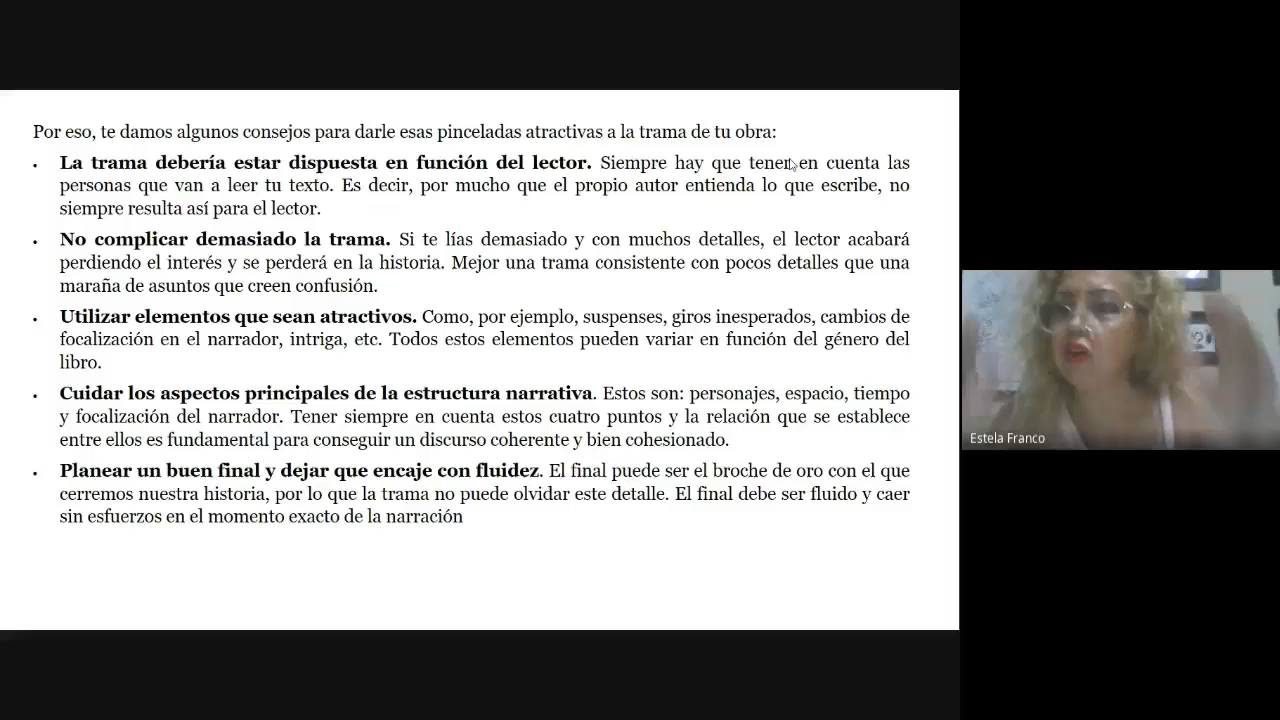 Por eso, te damos algunos consejos para darle esas pinceladas atractivas a la trama de tu obra:
• La trama debería estar dispuesta en función del lector. Siempre hay que tener en cuenta las
personas que van a leer tu texto. Es decir, por mucho que el propio autor entienda lo que escribe, no
siempre resulta así para el lector.
• No complicar demasiado la trama. Si te lías demasiado y con muchos detalles, el lector acabará
perdiendo el interés y se perderá en la historia. Mejor una trama consistente con pocos detalles que una
maraña de asuntos que creen confusión.
• Utilizar elementos que sean atractivos. Como, por ejemplo, suspenses, giros inesperados, cambios de
focalización en el narrador, intriga, etc. Todos estos elementos pueden variar en función del género del
libro.
• Cuidar los aspectos principales de la estructura narrativa. Estos son: personajes, espacio, tiempo
y focalización del narrador. Tener siempre en cuenta estos cuatro puntos y la relación que se establece
entre ellos es fundamental para conseguir un discurso coherente y bien cohesionado.
• Planear un buen final y dejar que encaje con fluidez. El final puede ser el broche de oro con el que
cerremos nuestra historia, por lo que la trama no puede olvidar este detalle. El final debe ser fluido y caer
sin esfuerzos en el momento exacto de la narración
Estela Franco